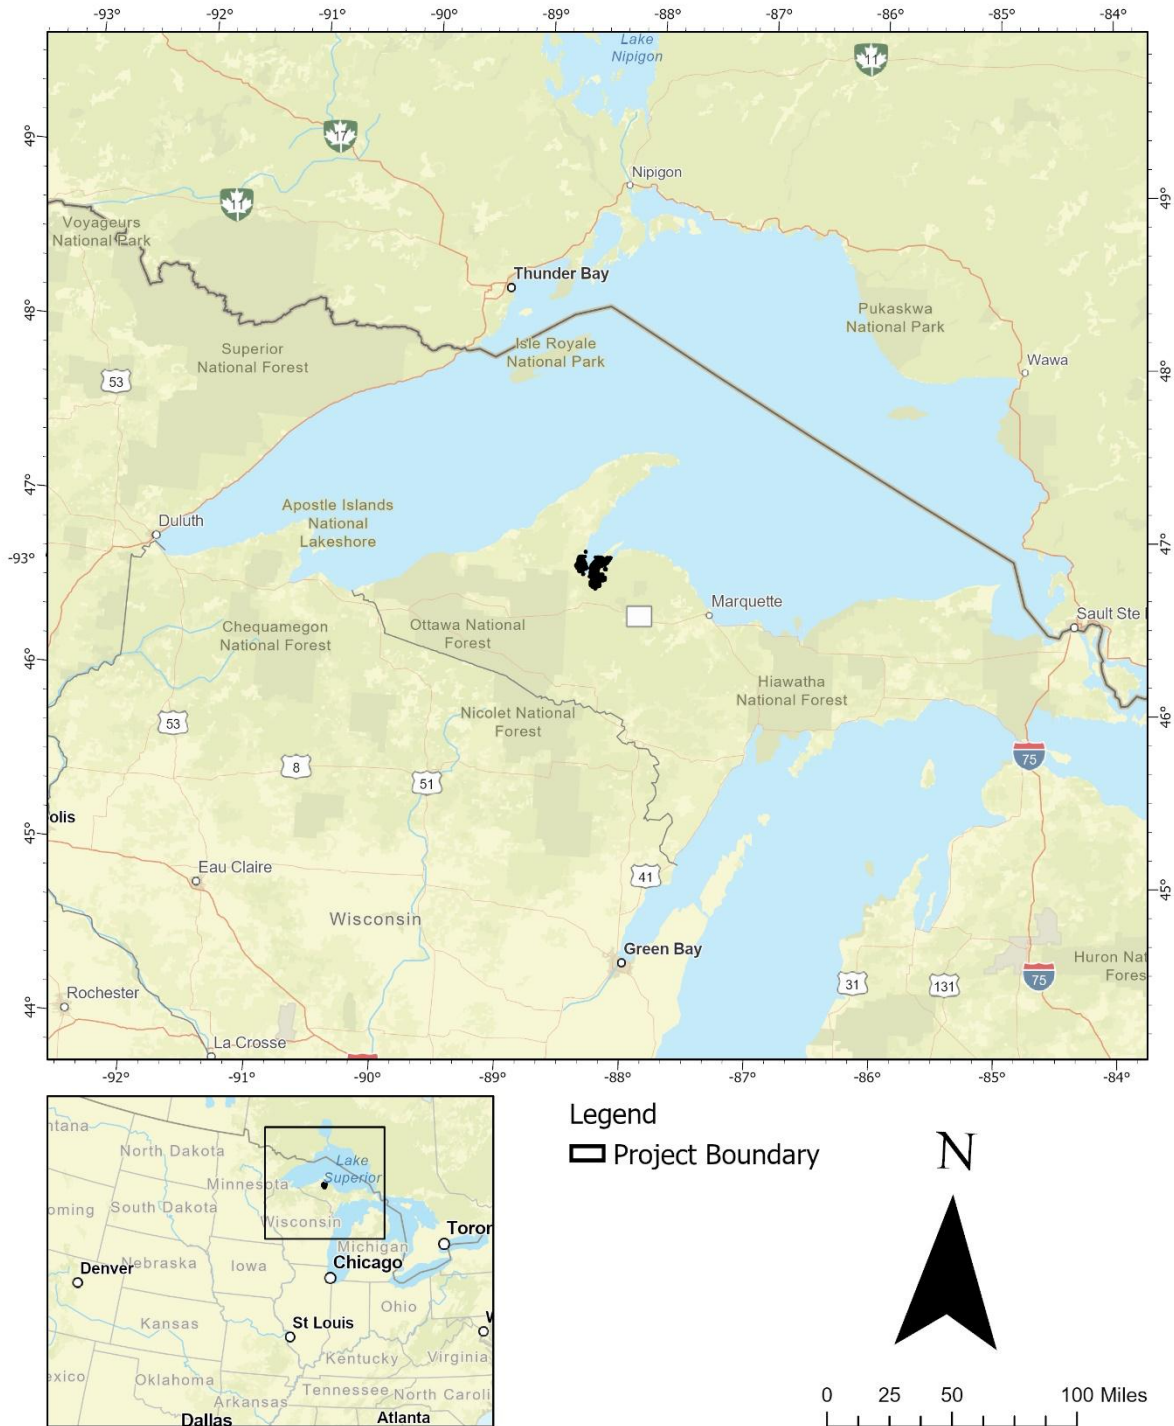 -93°
-92°
-91°
-90°
-89°
-88°
-87°
-86°
-85°
-84°
Lake
Nipigon
11
17
49°
Nipigon
11
49°
Voyageurs
National Park
Thunder Bay
48°
Pukaskwa
National Park
Isle Royale
National Park
Superior
National Forest
Wawa
48°
53
47°
Apostle Islands
National
Lakeshore
Duluth
47°
-93°
Marquette
Sault Ste
Chequamegon
National Forest
Ottawa National
Forest
46°
Hiawatha
National Forest
46°
Nicolet National
Forest
53
75
8
51
olis
45°
Eau Claire
41
45°
Wisconsin
Green Bay
Huron Nat
Fores
75
31
131
Rochester
44°
La Crosse
-92°
-91°
-90°
-89°
-88°
-87°
-86°
-85°
-84°
ntana
North Dakota
Lake
Superior
Minnesota
oming
South Dakota
Wisconsin
Toror
Michigan
Nebraska
Iowa
Chicago
Denver
Ohio
St Louis
Kansas
Kentucky
Virginia
exico
Oklahoma
Tennessee
North Caroli
Arkansas
Dallas
Atlanta
Legend
Project Boundary
N
0 25 50 100 Miles